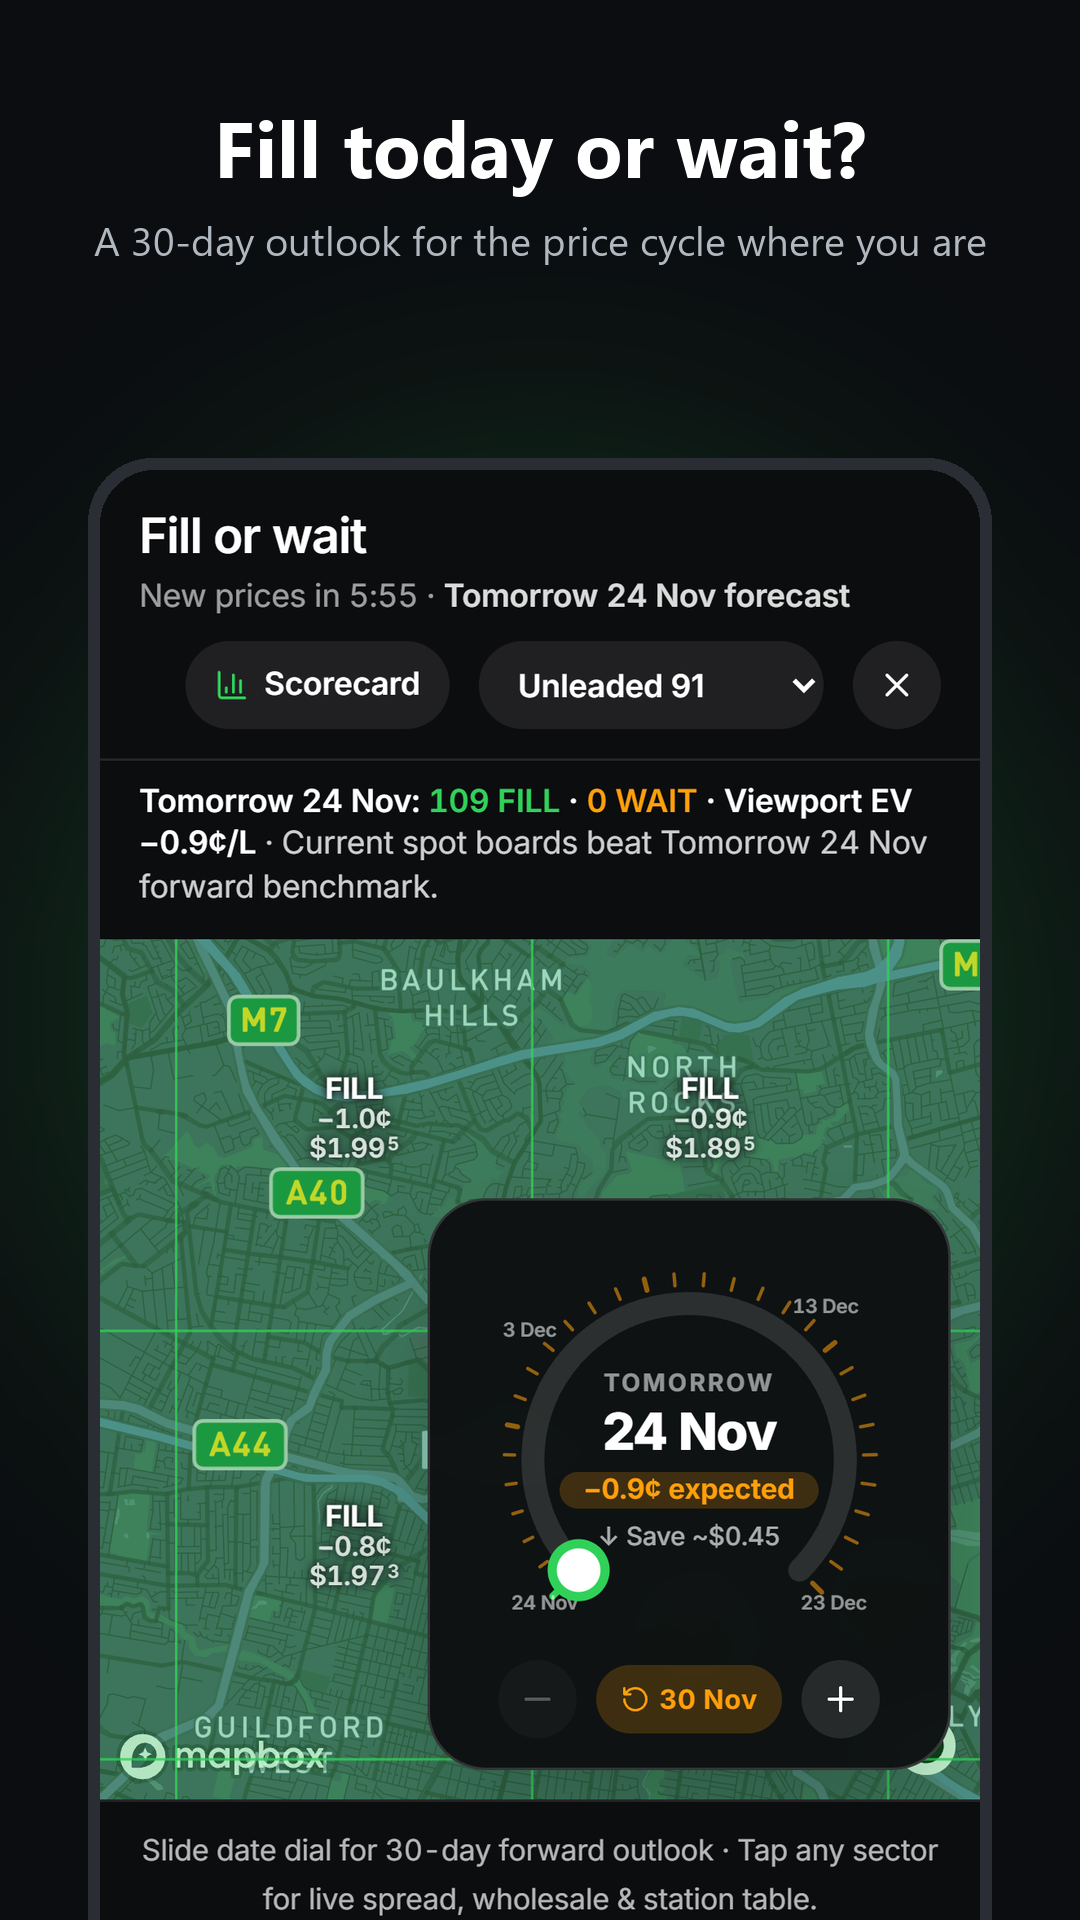 Fill today or wait?
A 30-day outlook for the price cycle where you are
Fill or wait
New prices in 5:55 · Tomorrow 24 Nov forecast
Scorecard
Unleaded 91
Tomorrow 24 Nov: 109 FILL · 0 WAIT · Viewport EV
−0.9¢/L · Current spot boards beat Tomorrow 24 Nov
forward benchmark.
M
BAULKHAM
HILLS
M7
NORTH
ROCKS
FILL
−1.0¢
$1.99⁵
FILL
−0.9¢
$1.89⁵
A40
3 Dec
13 Dec
TOMORROW
24 Nov
−0.9¢ expected
↓ Save ~$0.45
24 Nov
23 Dec
A44
FILL
−0.8¢
$1.97³
30 Nov
GUILDFORD
WEST
mapbox
LY
Slide date dial for 30-day forward outlook · Tap any sector
for live spread, wholesale & station table.